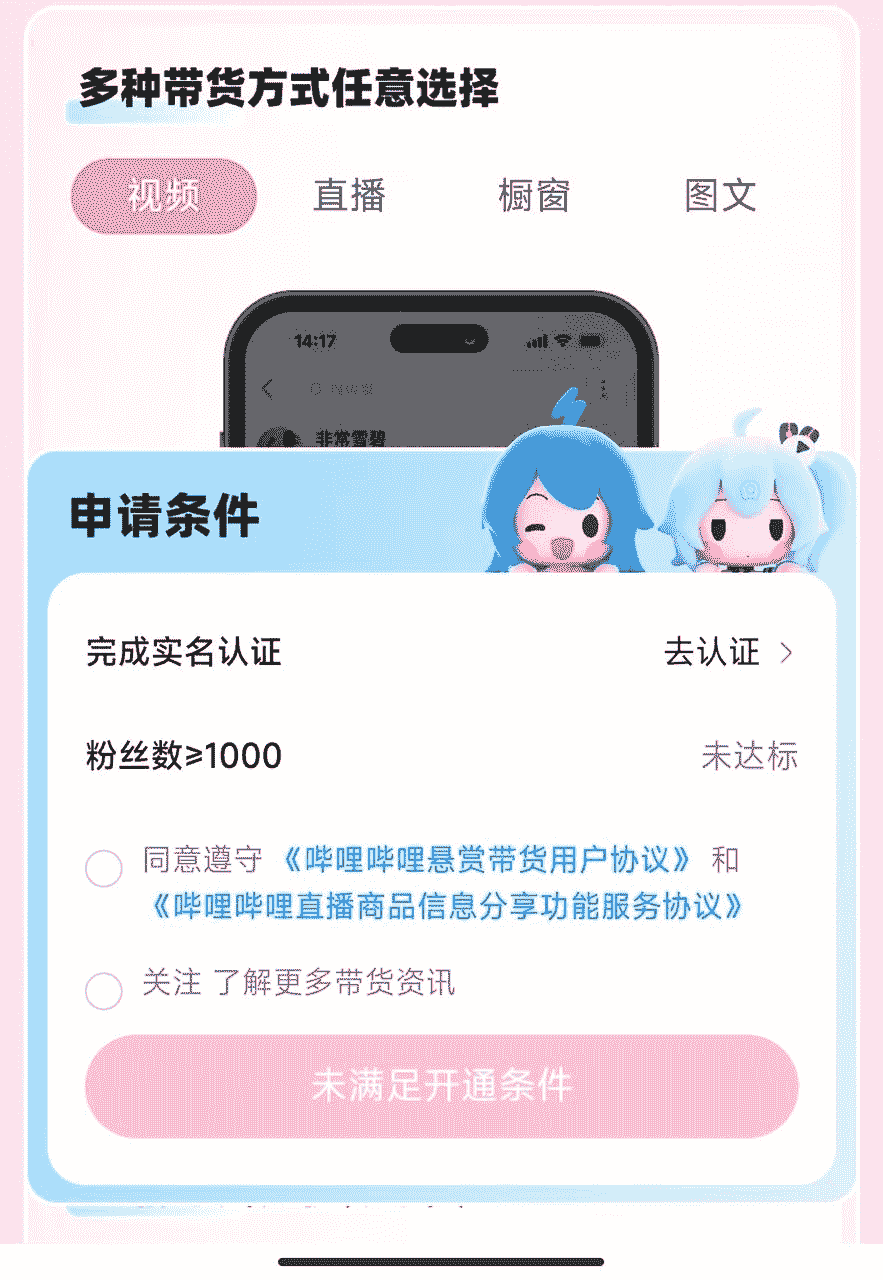 多种带货方式任意选择
视频
直播
橱窗
图文
14:17
非常雪碧
申请条件
完成实名认证
去认证
粉丝数≥1000
未达标
同意遵守 《哔哩哔哩悬赏带货用户协议》 和
《哔哩哔哩直播商品信息分享功能服务协议》
关注 了解更多带货资讯
未满足开通条件